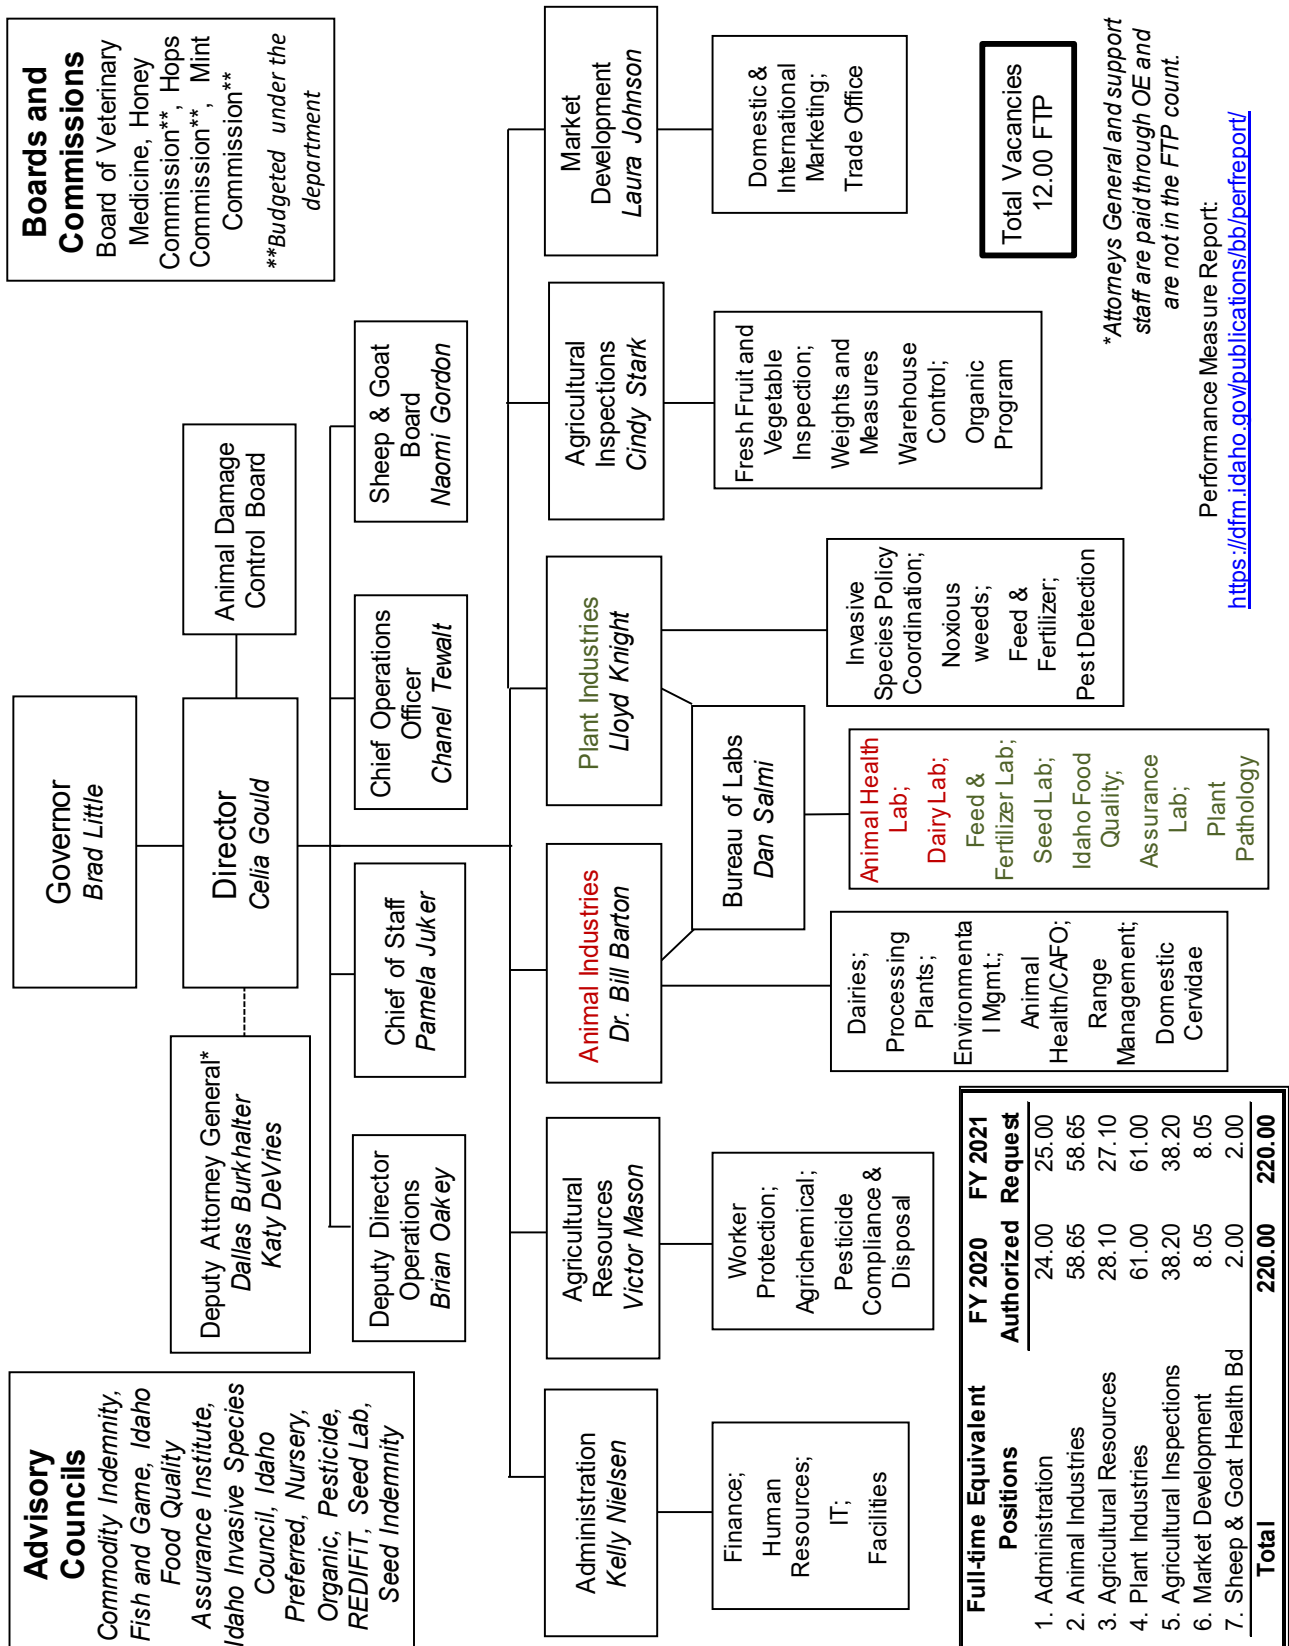 Advisory
Councils
Commodity Indemnity,
Fish and Game, Idaho
Food Quality
Assurance Institute,
Idaho Invasive Species
Council, Idaho
Preferred, Nursery,
Organic, Pesticide,
REDIFiT, Seed Lab,
Seed Indemnity
Governor
Brad Little
Boards and
Commissions
Board of Veterinary
Medicine, Honey
Commission**, Hops
Commission**, Mint
Commission**
**Budgeted under the
department
Deputy Attorney General*
Dallas Burkhalter
Katy DeVries
Director
Celia Gould
Animal Damage
Control Board
Deputy Director
Operations
Brian Oakey
Chief of Staff
Pamela Juker
Chief Operations
Officer
Chanel Tewalt
Sheep & Goat
Board
Naomi Gordon
Administration
Kelly Nielsen
Agricultural
Resources
Victor Mason
Animal Industries
Dr. Bill Barton
Plant Industries
Lloyd Knight
Agricultural
Inspections
Cindy Stark
Market
Development
Laura Johnson
Bureau of Labs
Dan Salmi
Finance;
Human
Resources;
IT;
Facilities
Worker
Protection;
Agrichemical;
Pesticide
Compliance &
Disposal
Dairies;
Processing
Plants;
Environmenta
l Mgmt.;
Animal
Health/CAFO;
Range
Management;
Domestic
Cervidae
Animal Health
Lab;
Dairy Lab;
Feed &
Fertilizer Lab;
Seed Lab;
Idaho Food
Quality;
Assurance
Lab;
Plant
Pathology
Invasive
Species Policy
Coordination;
Noxious
weeds;
Feed &
Fertilizer;
Pest Detection
Fresh Fruit and
Vegetable
Inspection;
Weights and
Measures
Warehouse
Control;
Organic
Program
Domestic &
International
Marketing;
Trade Office
Full-time Equivalent FY 2020 FY 2021
Positions Authorized Request
1. Administration 24.00 25.00
2. Animal Industries 58.65 58.65
3. Agricultural Resources 28.10 27.10
4. Plant Industries 61.00 61.00
5. Agricultural Inspections 38.20 38.20
6. Market Development 8.05 8.05
7. Sheep & Goat Health Bd 2.00 2.00
Total 220.00 220.00
Total Vacancies
12.00 FTP
*Attorneys General and support
staff are paid through OE and
are not in the FTP count.
Performance Measure Report:
https://dfm.idaho.gov/publications/bb/perfreport/